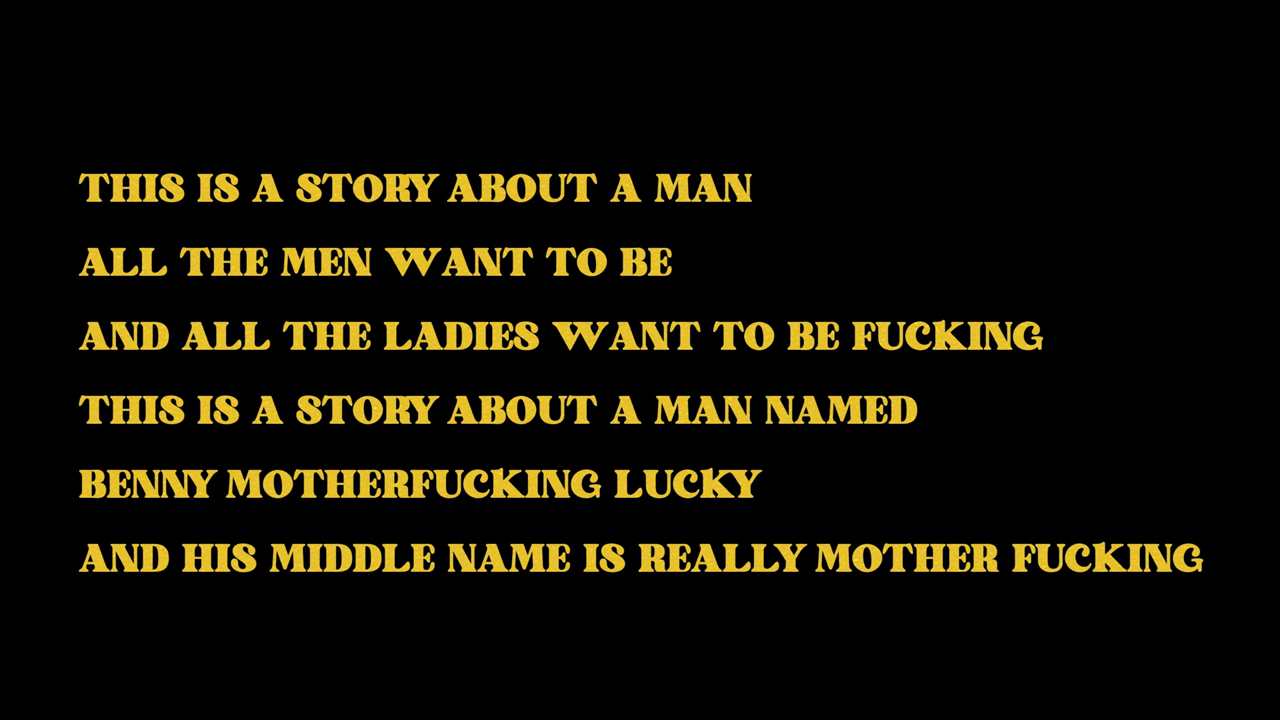 THIS IS A STORY ABOUT A MAN
ALL THE MEN WANT TO BE
AND ALL THE LADIES WANT TO BE FUCKING
THIS IS A STORY ABOUT A MAN NAMED
BENNY MOTHERFUCKING LUCKY
AND HIS MIDDLE NAME IS REALLY MOTHER FUCKING